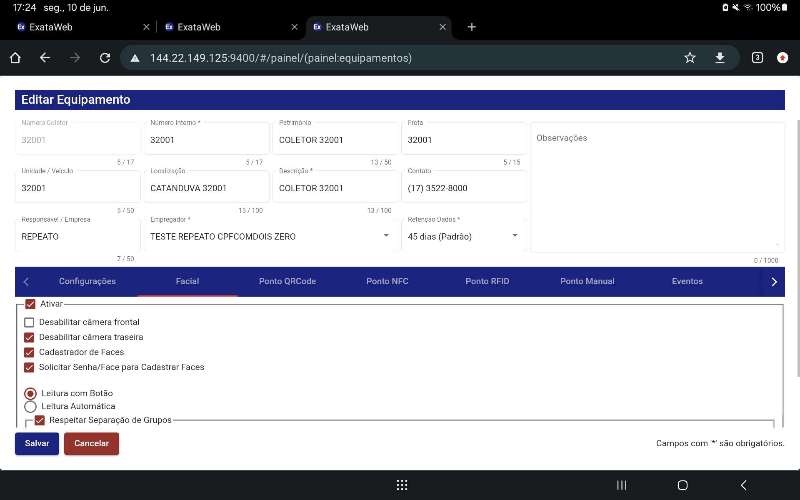 17:24 seg., 10 de jun. 100%
ExataWeb ExataWeb ExataWeb
144.22.149.125:9400/#/painel/(painel:equipamentos) 3
Editar Equipamento
Número Coletor Número Interno * Patrimônio Frota
32001 32001 COLETOR 32001 32001 Observações
5 / 17 5 / 17 13 / 50 5 / 15
Unidade / Veículo Localização Descrição * Contato
32001 CATANDUVA 32001 COLETOR 32001 (17) 3522-8000
5 / 50 15 / 100 13 / 100
Responsável / Empresa Empregador * Retenção Dados *
REPEATO TESTE REPEATO CPFCOMDOIS ZERO 45 dias (Padrão)
7 / 50 0 / 1000
Configurações Facial Ponto QRCode Ponto NFC Ponto RFID Ponto Manual Eventos
Ativar
Desabilitar câmera frontal
Desabilitar câmera traseira
Cadastrador de Faces
Solicitar Senha/Face para Cadastrar Faces
Leitura com Botão
Leitura Automática
Respeitar Separação de Grupos
Salvar Cancelar Campos com '*' são obrigatórios.